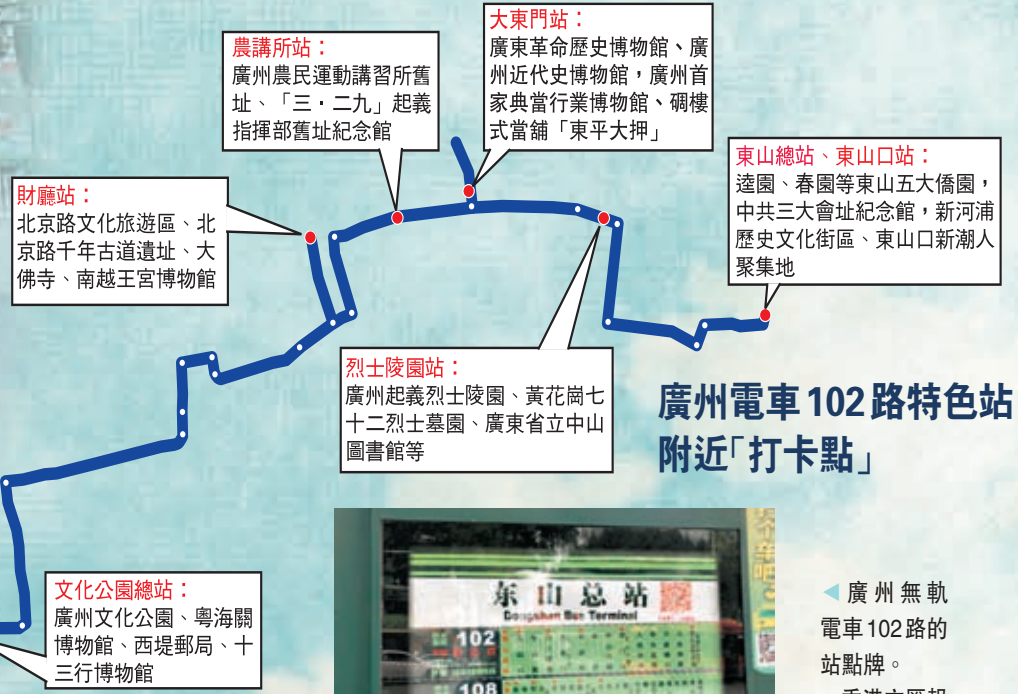 農講所站：
廣州農民運動講習所舊
址、「三·二九」起義
指揮部舊址紀念館
大東門站：
廣東革命歷史博物館、廣
州近代史博物館，廣州首
家典當行業博物館、碉樓
式當舖「東平大押」
東山總站、東山口站：
逵園、春園等東山五大僑園，
中共三大會址紀念館，新河浦
歷史文化街區、東山口新潮人
聚集地
財廳站：
北京路文化旅遊區、北
京路千年古道遺址、大
佛寺、南越王宮博物館
烈士陵園站：
廣州起義烈士陵園、黃花崗七
十二烈士墓園、廣東省立中山
圖書館等
廣州電車102路特色站
附近「打卡點」
文化公園總站：
廣州文化公園、粵海關
博物館、西堤郵局、十
三行博物館
东山总站
Dongshan Bus Terminal
102
108
◀廣州無軌
電車102路的
站點牌。
香港文匯報